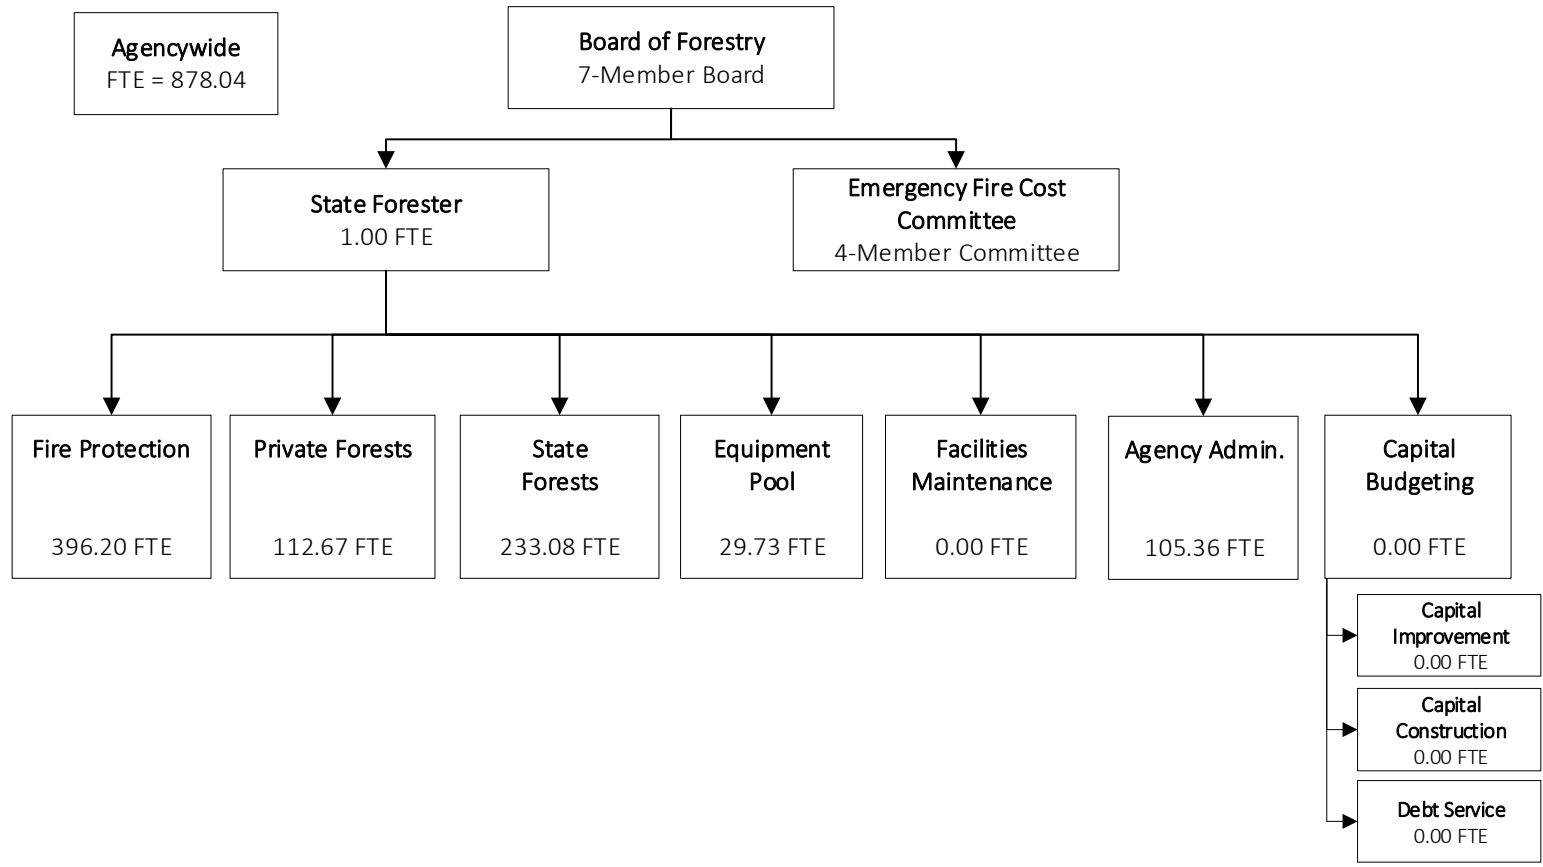 Agencywide
FTE = 878.04
Board of Forestry
7-Member Board
State Forester
1.00 FTE
Emergency Fire Cost
Committee
4-Member Committee
Fire Protection
396.20 FTE
Private Forests
112.67 FTE
State
Forests
233.08 FTE
Equipment
Pool
29.73 FTE
Facilities
Maintenance
0.00 FTE
Agency Admin.
105.36 FTE
Capital
Budgeting
0.00 FTE
Capital
Improvement
0.00 FTE
Capital
Construction
0.00 FTE
Debt Service
0.00 FTE